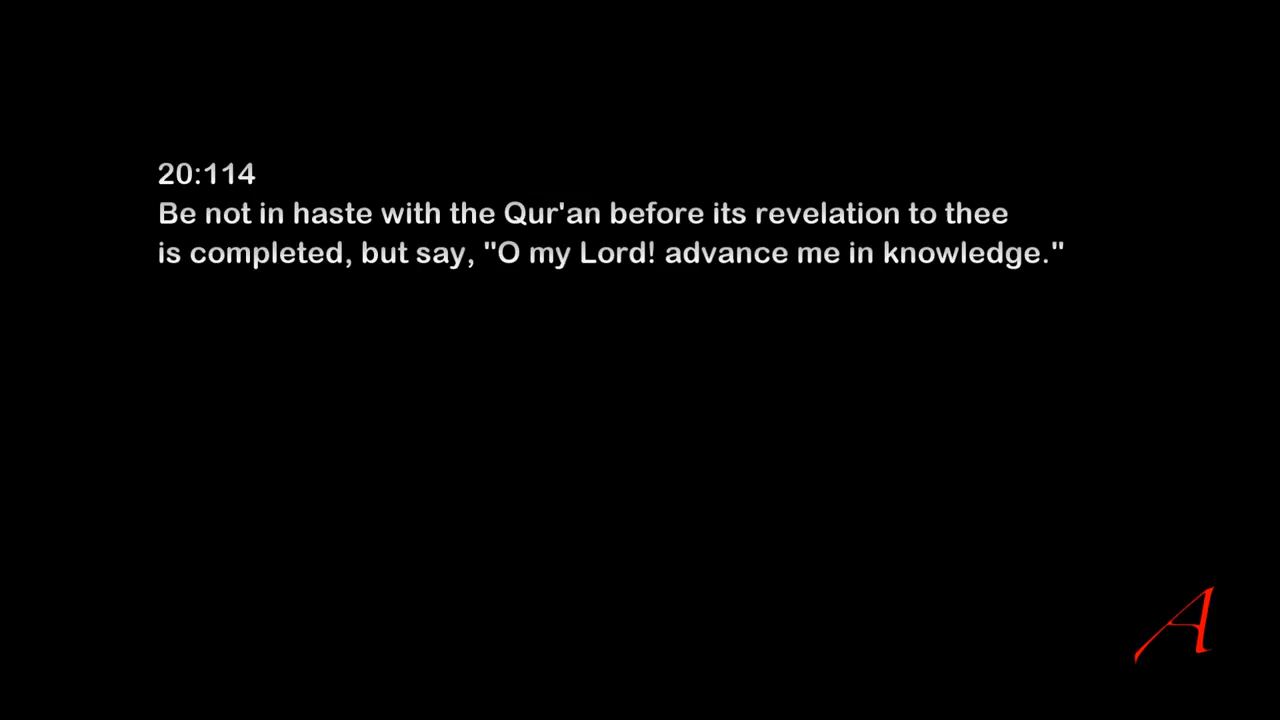 20:114
Be not in haste with the Qur'an before its revelation to thee
is completed, but say, "O my Lord! advance me in knowledge."
A